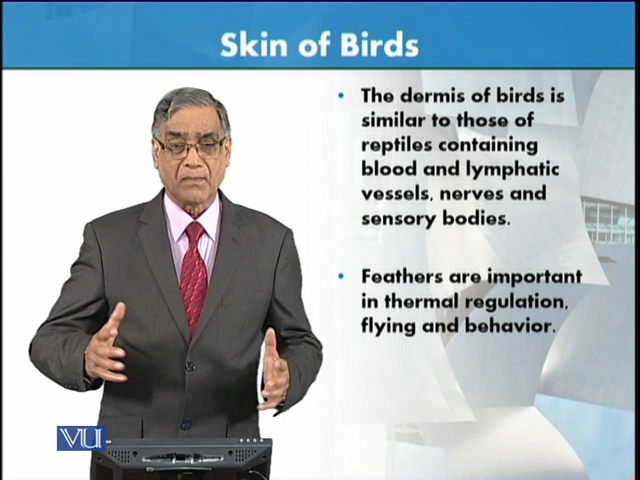 Skin of Birds
• The dermis of birds is
similar to those of
reptiles containing
blood and lymphatic
vessels, nerves and
sensory bodies.
• Feathers are important
in thermal regulation,
flying and behavior.
VU